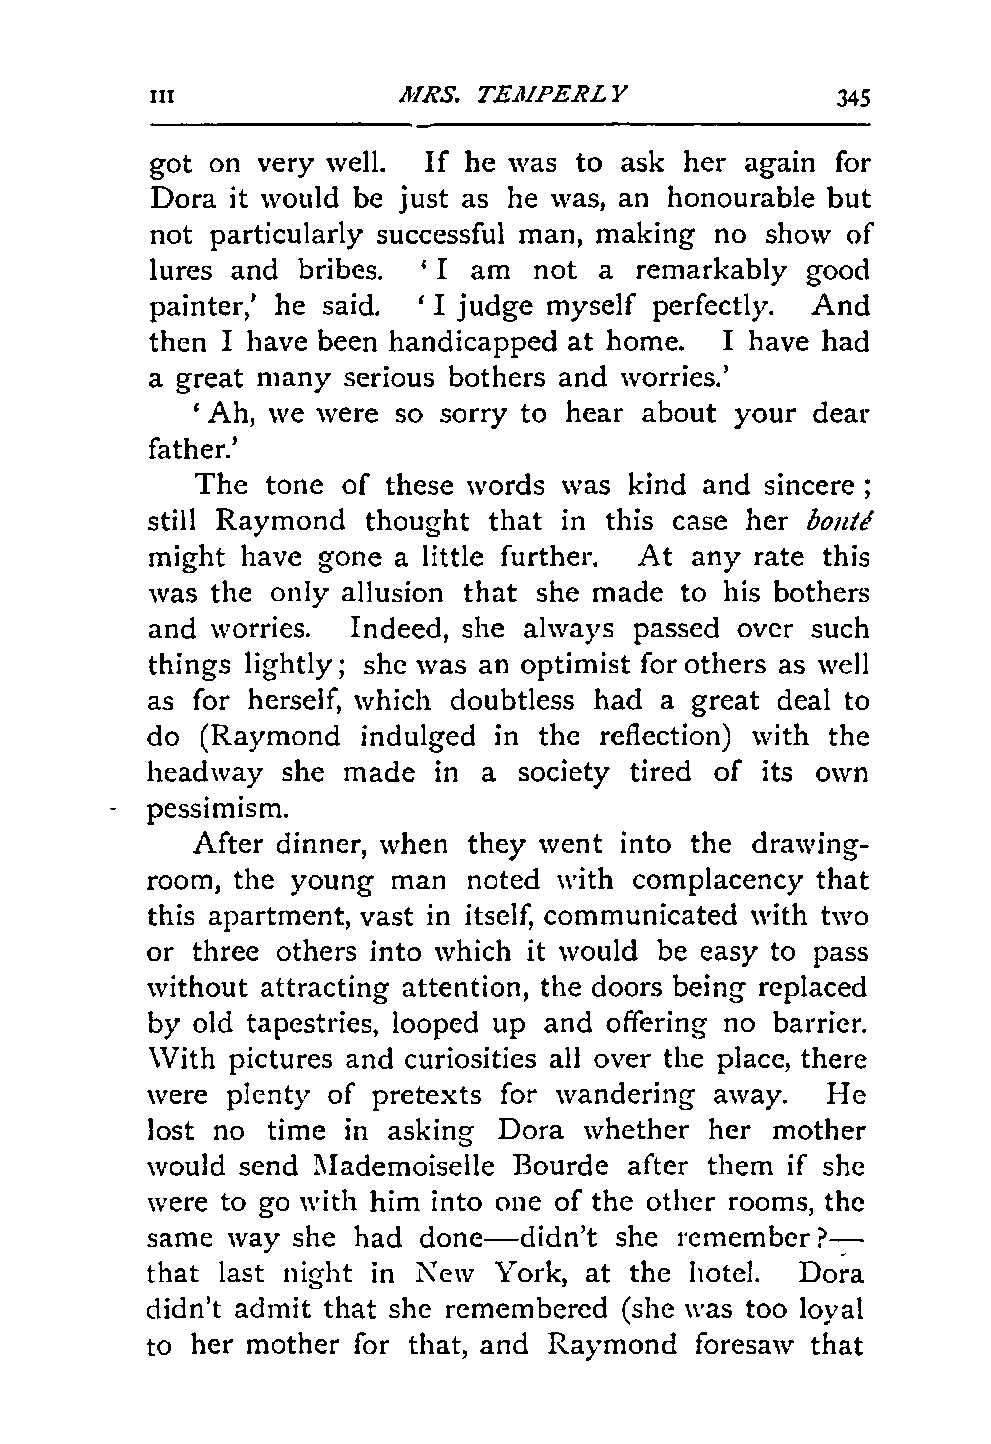 III MRS. TEMPERLY 345
got on very well. If he was to ask her again for
Dora it would be just as he was, an honourable but
not particularly successful man, making no show of
lures and bribes. ‘I am not a remarkably good
painter,’ he said. ‘I judge myself perfectly. And
then I have been handicapped at home. I have had
a great many serious bothers and worries.’
‘Ah, we were so sorry to hear about your dear
father.’
The tone of these words was kind and sincere;
still Raymond thought that in this case her bonté
might have gone a little further. At any rate this
was the only allusion that she made to his bothers
and worries. Indeed, she always passed over such
things lightly; she was an optimist for others as well
as for herself, which doubtless had a great deal to
do (Raymond indulged in the reflection) with the
headway she made in a society tired of its own
pessimism.
After dinner, when they went into the drawing-
room, the young man noted with complacency that
this apartment, vast in itself, communicated with two
or three others into which it would be easy to pass
without attracting attention, the doors being replaced
by old tapestries, looped up and offering no barrier.
With pictures and curiosities all over the place, there
were plenty of pretexts for wandering away. He
lost no time in asking Dora whether her mother
would send Mademoiselle Bourde after them if she
were to go with him into one of the other rooms, the
same way she had done—didn’t she remember?—
that last night in New York, at the hotel. Dora
didn’t admit that she remembered (she was too loyal
to her mother for that, and Raymond foresaw that